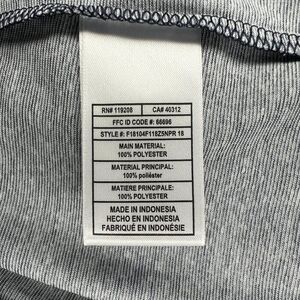 RN# 119208 CA# 46312
FFC ID CODE #: 66696
STYLE #: F18104F118Z5NPR 18
MAIN MATERIAL:
100% POLYESTER
MATERIAL PRINCIPAL:
100% poliéster
MATIERE PRINCIPALE:
100% POLYESTER
MADE IN INDONESIA
HECHO EN INDONESIA
FABRIQUÉ EN INDONÉSIE